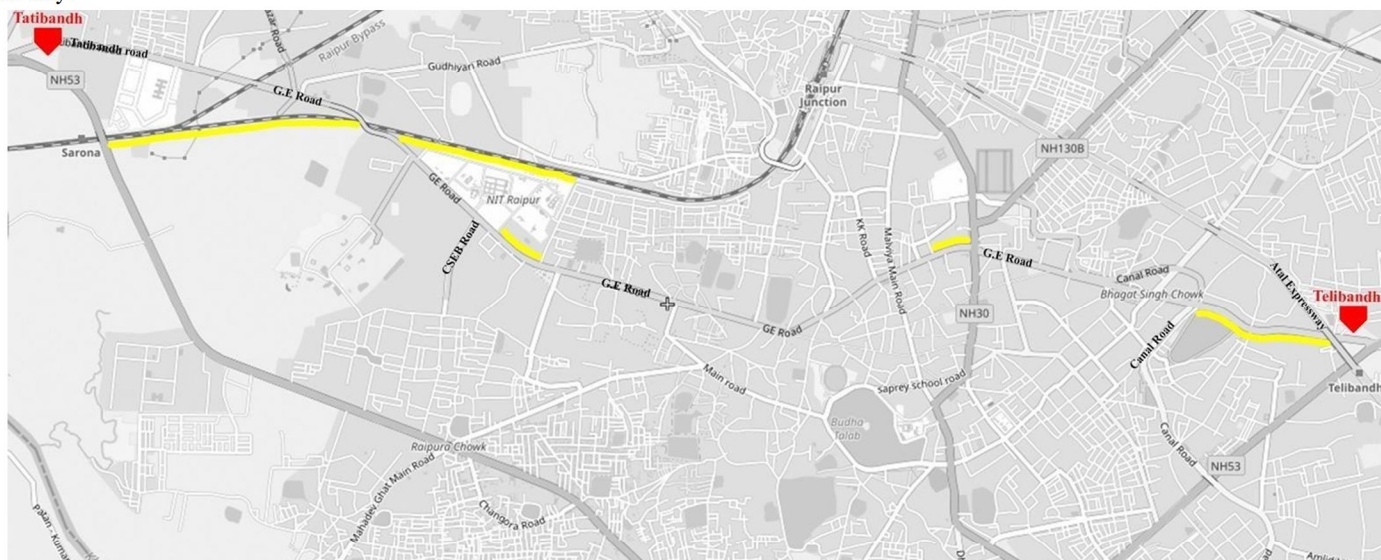 Tatibandh
Tatibandh road
NH53
Raipur Bypass
Gudhiyari Road
G.E Road
Sarona
GE Road
NIT Raipur
CSEB Road
Raipur
Junction
NH130B
KK Road
Malviya Main Road
G.E Road
G.E Road
GE Road
NH30
Canal Road
Bhagat Singh Chowk
Atal Expressway
Telibandh
Canal Road
Telibandh
Main road
Saprey school road
Budha
Talab
Raipura Chowk
Mahadev Ghat Main Road
Changora Road
Canal Road
NH53